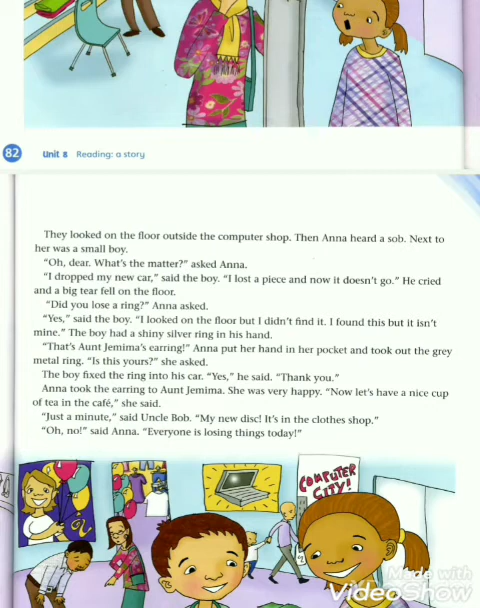 82
Unit 8 Reading: a story
They looked on the floor outside the computer shop. Then Anna heard a sob. Next to
her was a small boy.
“Oh, dear. What’s the matter?” asked Anna.
“I dropped my new car,” said the boy. “I lost a piece and now it doesn’t go.” He cried
and a big tear fell on the floor.
“Did you lose a ring?” Anna asked.
“Yes,” said the boy. “I looked on the floor but I didn’t find it. I found this but it isn’t
mine.” The boy had a shiny silver ring in his hand.
“That’s Aunt Jemima’s earring!” Anna put her hand in her pocket and took out the grey
metal ring. “Is this yours?” she asked.
The boy fixed the ring into his car. “Yes,” he said. “Thank you.”
Anna took the earring to Aunt Jemima. She was very happy. “Now let’s have a nice cup
of tea in the café,” she said.
“Just a minute,” said Uncle Bob. “My new disc! It’s in the clothes shop.”
“Oh, no!” said Anna. “Everyone is losing things today!”
COMPUTER
CITY!
Made with
VideoShow